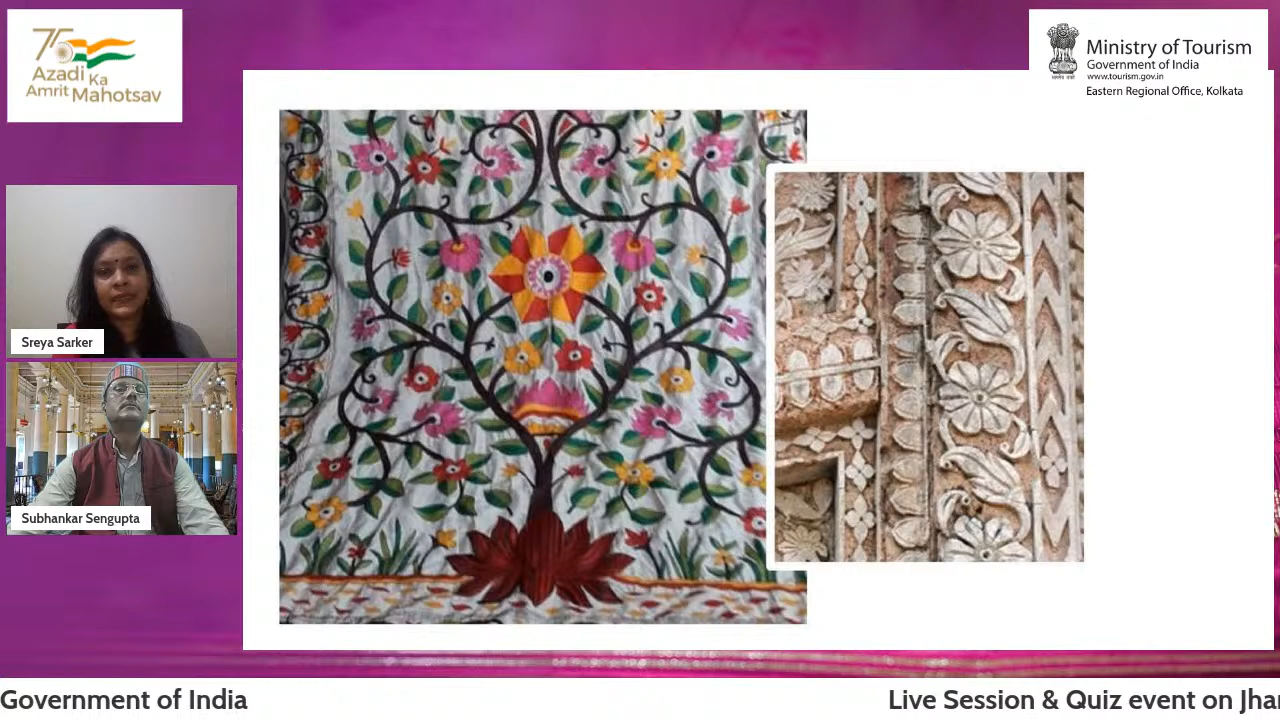 75
Azadi Ka
Amrit Mahotsav
Ministry of Tourism
Government of India
www.tourism.gov.in
Eastern Regional Office, Kolkata
Sreya Sarker
Subhankar Sengupta
Government of India
Live Session & Quiz event on Jhar